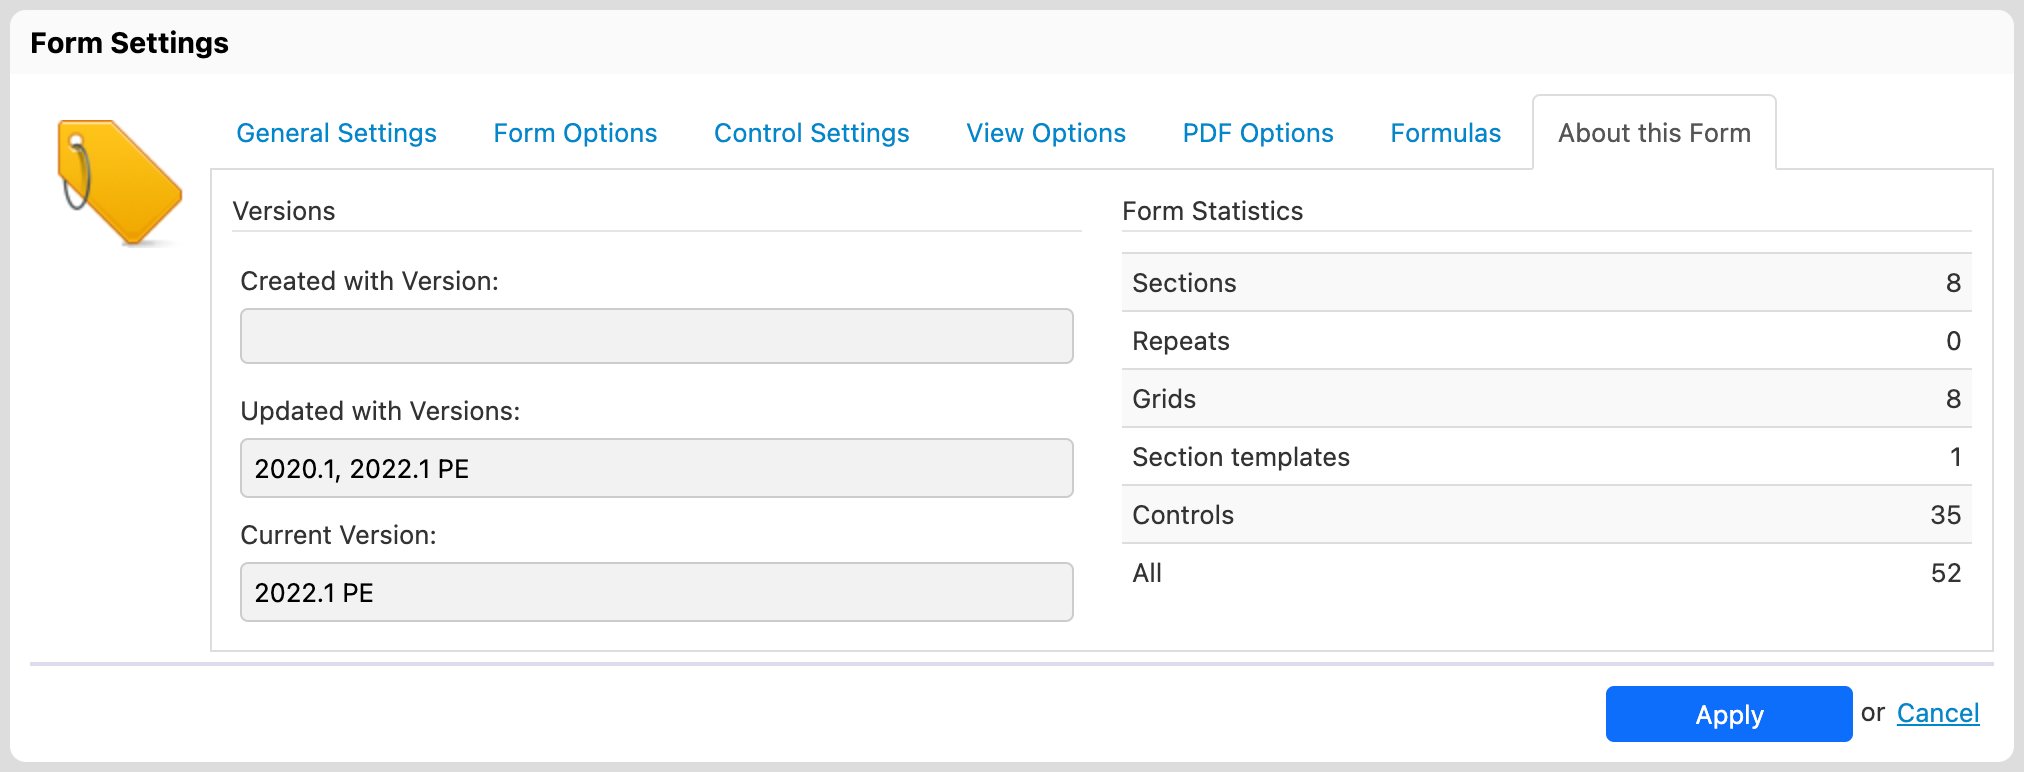 Form Settings
General Settings
Form Options
Control Settings
View Options
PDF Options
Formulas
About this Form
Versions
Created with Version:
Updated with Versions:
2020.1, 2022.1 PE
Current Version:
2022.1 PE
Form Statistics
Sections 8
Repeats 0
Grids 8
Section templates 1
Controls 35
All 52
Apply or Cancel